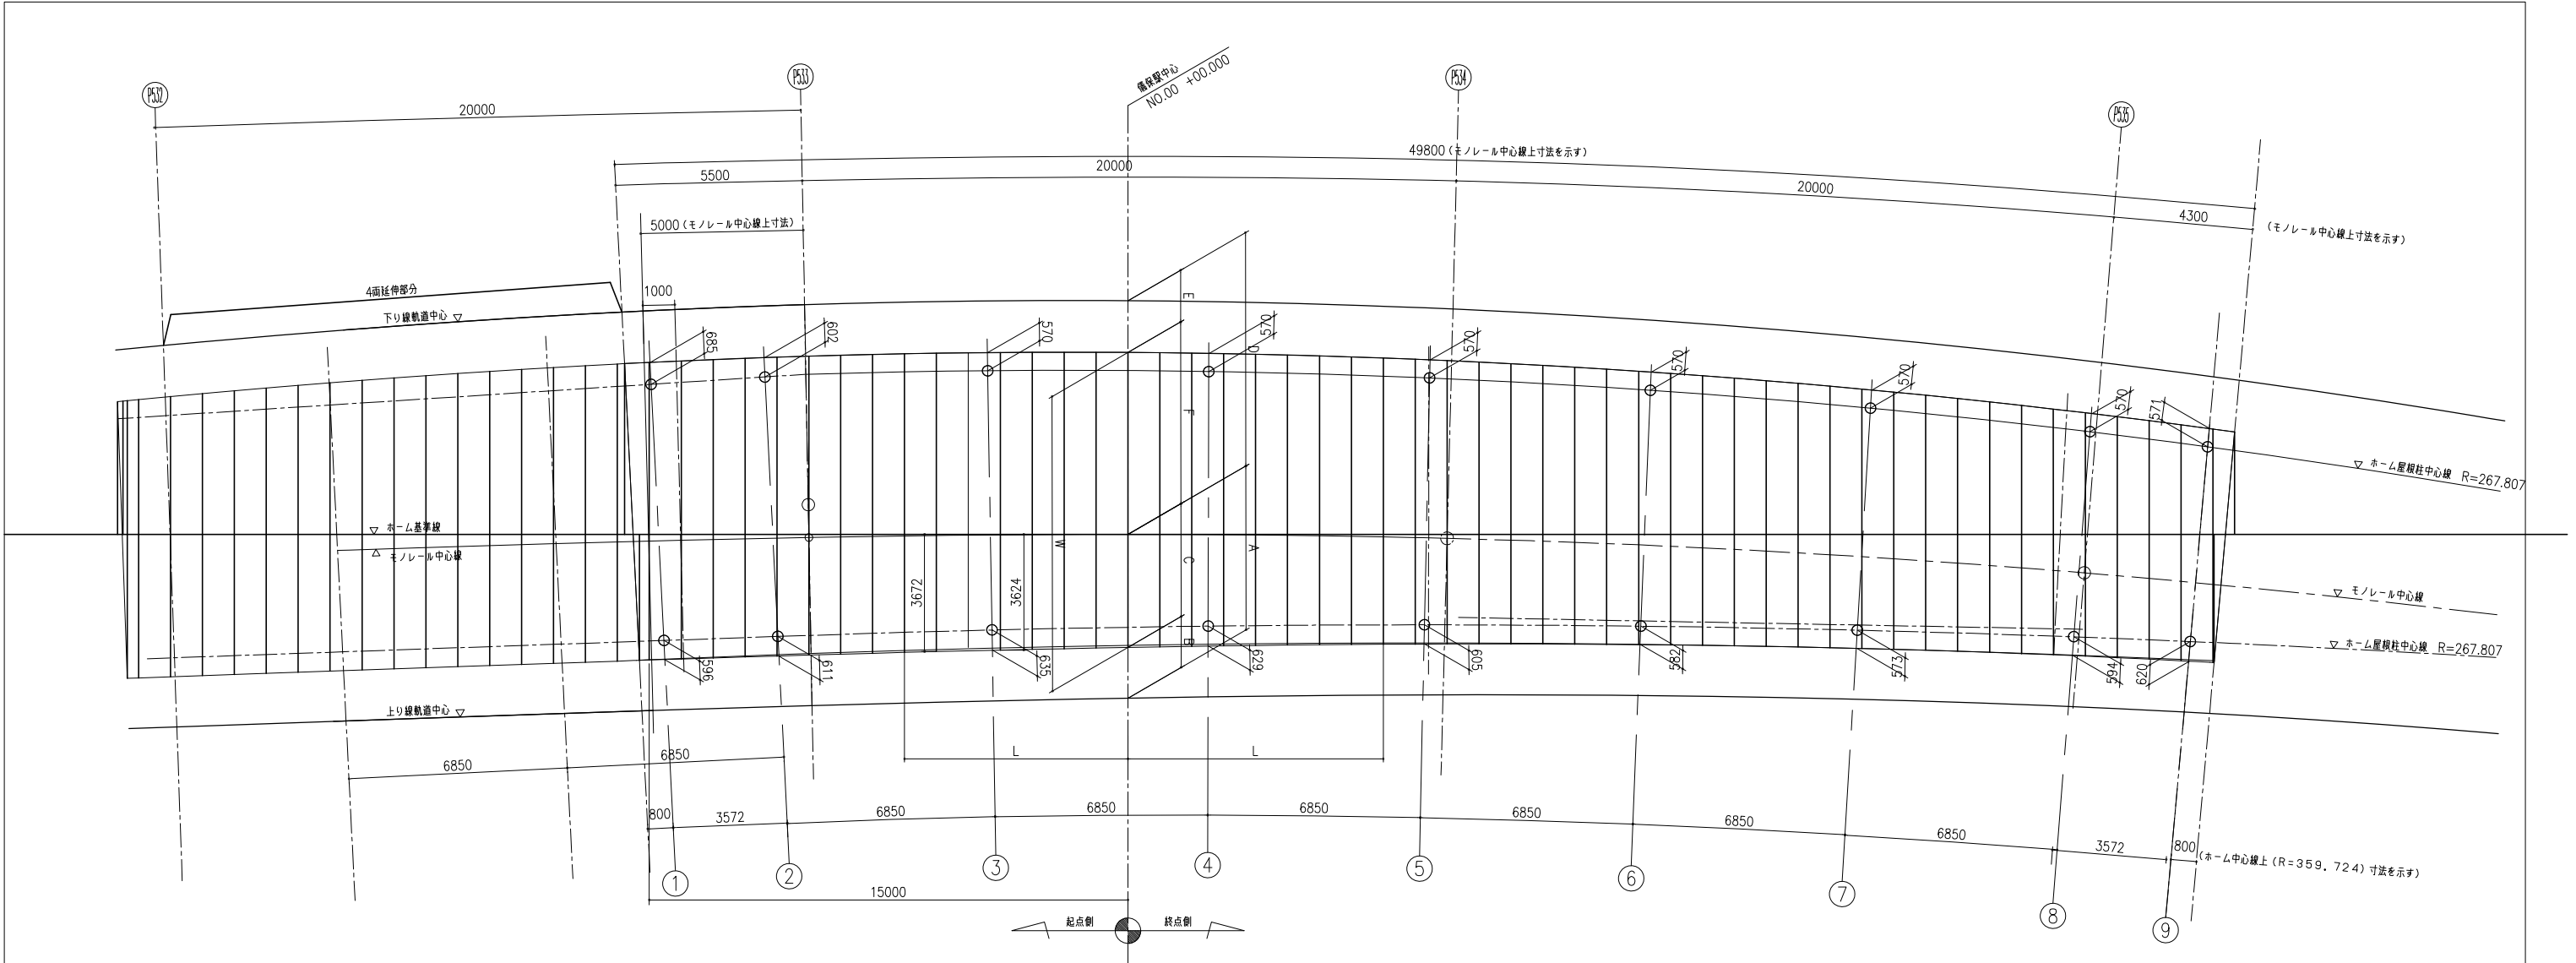 P532
P533
P534
P535
儀保駅中心
NO.00 +00.000
20000
49800(モノレール中心線上寸法を示す)
5500
20000
20000
4300
(モノレール中心線上寸法を示す)
5000(モノレール中心線上寸法)
4両延伸部分
1000
下り線軌道中心
685
602
570
570
570
570
570
570
571
E
D
F
ホーム屋根柱中心線 R=267.807
ホーム基準線
モノレール中心線
W
C
A
B
3672
3624
モノレール中心線
ホーム屋根柱中心線 R=267.807
596
611
635
629
605
582
573
594
620
上り線軌道中心
6850
6850
L
L
800
3572
6850
6850
6850
6850
6850
6850
3572
800
(ホーム中心線上(R=359.724)寸法を示す)
1
2
3
4
5
6
7
8
9
15000
起点側
終点側